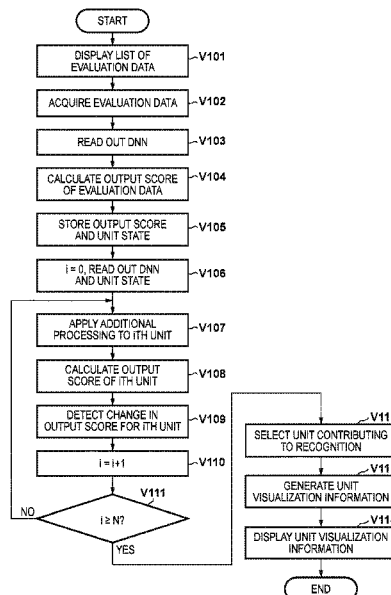 START
DISPLAY LIST OF
EVALUATION DATA
V101
ACQUIRE EVALUATION DATA
V102
READ OUT DNN
V103
CALCULATE OUTPUT SCORE
OF EVALUATION DATA
V104
STORE OUTPUT SCORE
AND UNIT STATE
V105
i = 0, READ OUT DNN
AND UNIT STATE
V106
APPLY ADDITIONAL
PROCESSING TO iTH UNIT
V107
CALCULATE OUTPUT
SCORE OF iTH UNIT
V108
DETECT CHANGE IN
OUTPUT SCORE FOR iTH UNIT
V109
i = i+1
V110
V111
i ≥ N?
NO
YES
V11
SELECT UNIT CONTRIBUTING
TO RECOGNITION
V11
GENERATE UNIT
VISUALIZATION INFORMATION
V11
DISPLAY UNIT VISUALIZATION
INFORMATION
END